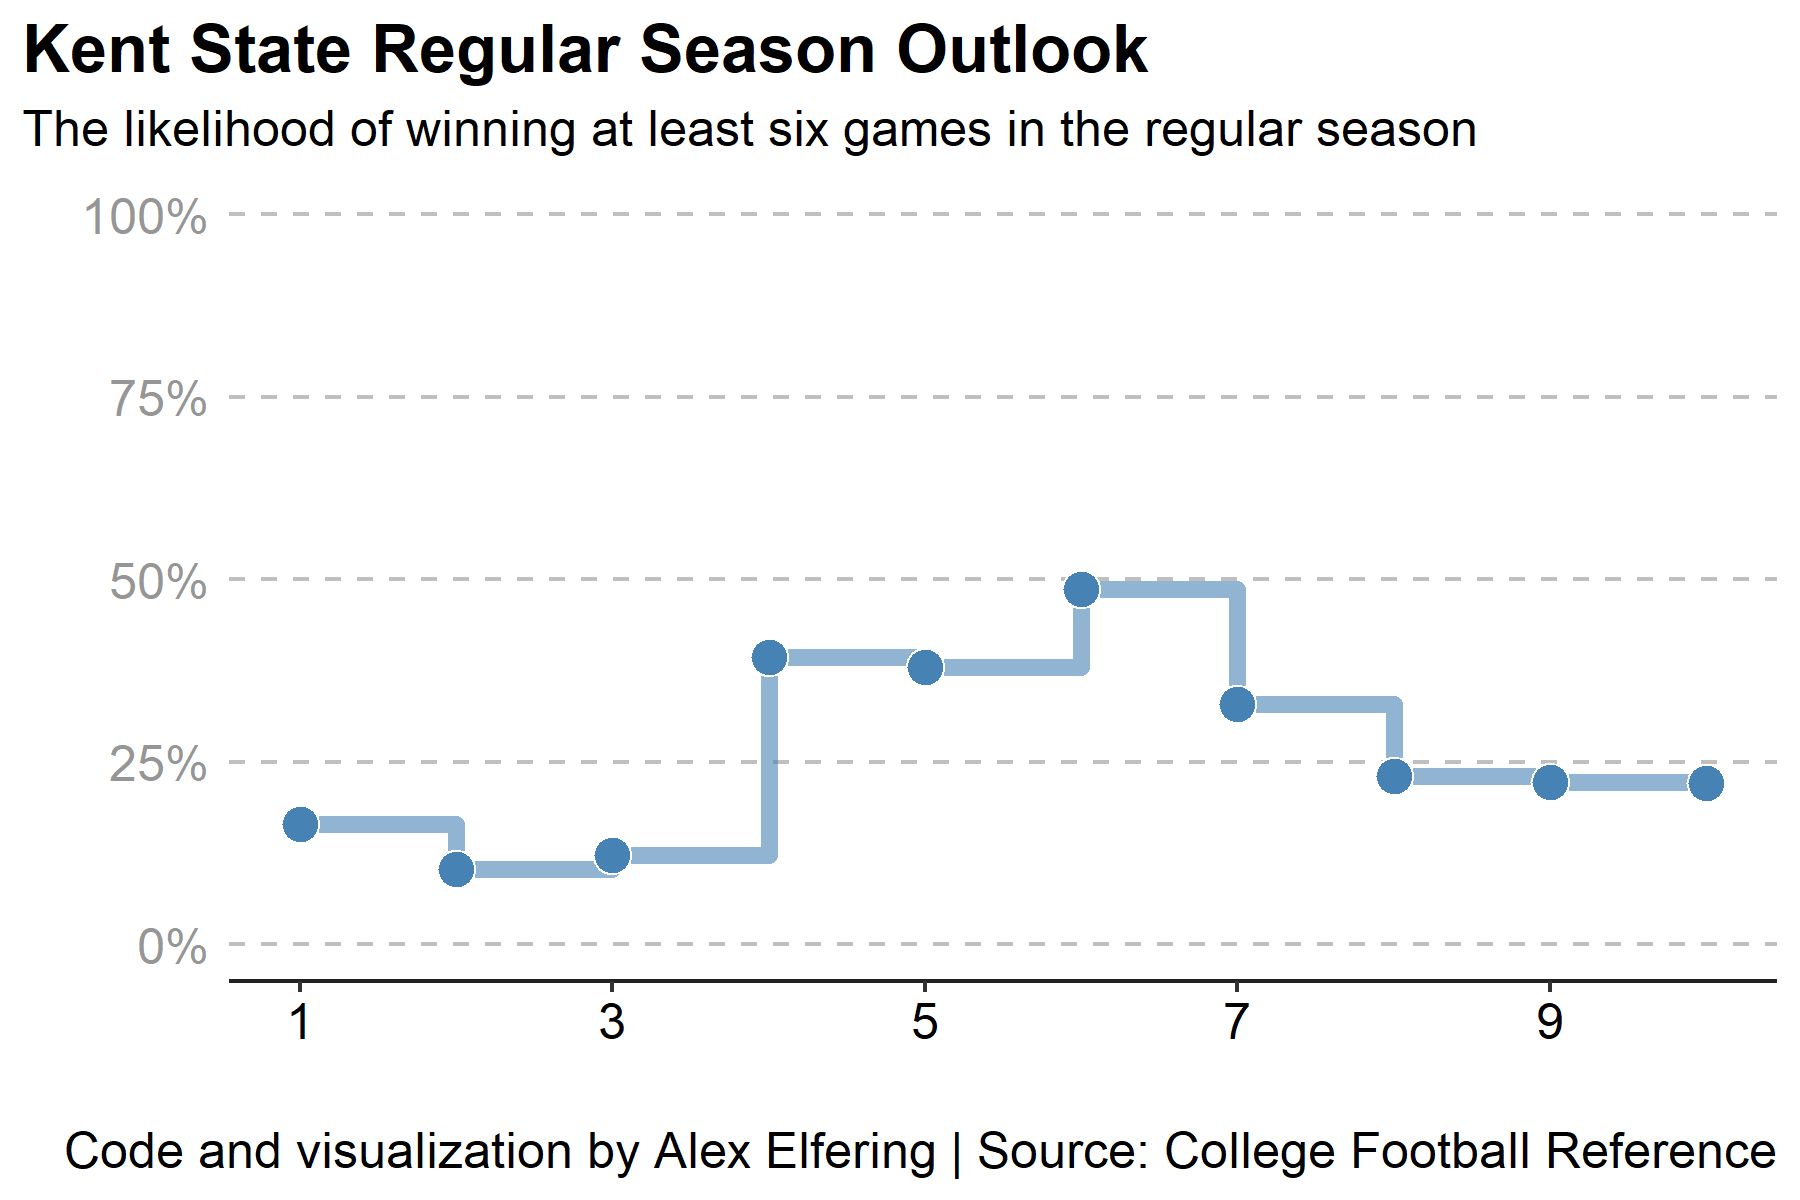 Kent State Regular Season Outlook
The likelihood of winning at least six games in the regular season
100%
75%
50%
25%
0%
1 3 5 7 9
Code and visualization by Alex Elfering | Source: College Football Reference